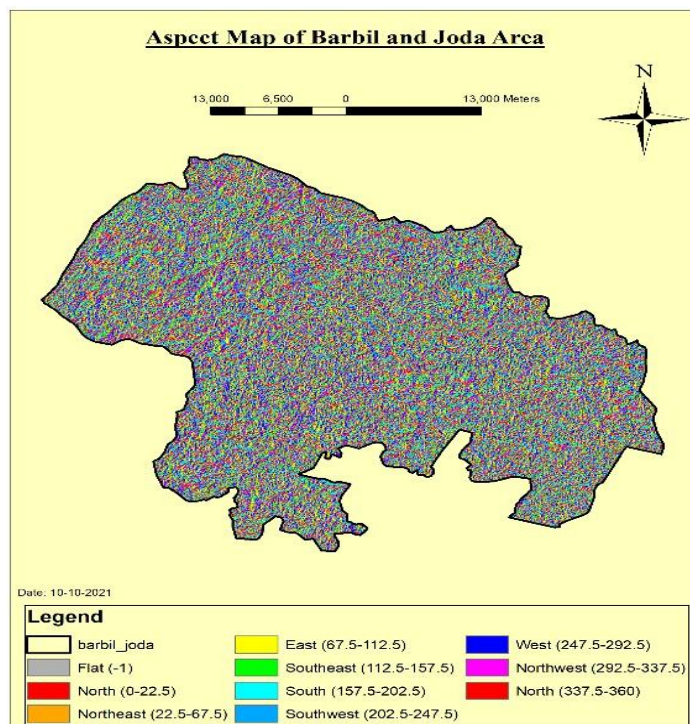 Aspect Map of Barbil and Joda Area
N
13,000 6,500 0 13,000 Meters
Date: 10-10-2021
Legend
barbil_joda
Flat (-1)
North (0-22.5)
Northeast (22.5-67.5)
East (67.5-112.5)
Southeast (112.5-157.5)
South (157.5-202.5)
Southwest (202.5-247.5)
West (247.5-292.5)
Northwest (292.5-337.5)
North (337.5-360)